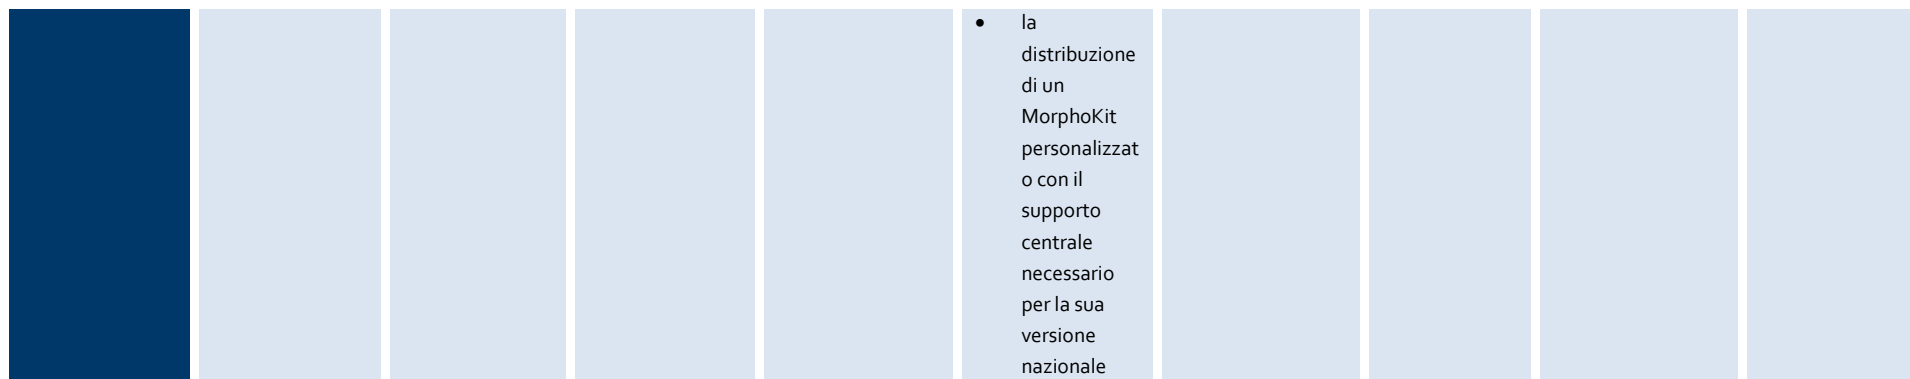 • la
distribuzione
di un
MorphoKit
personalizzat
o con il
supporto
centrale
necessario
per la sua
versione
nazionale